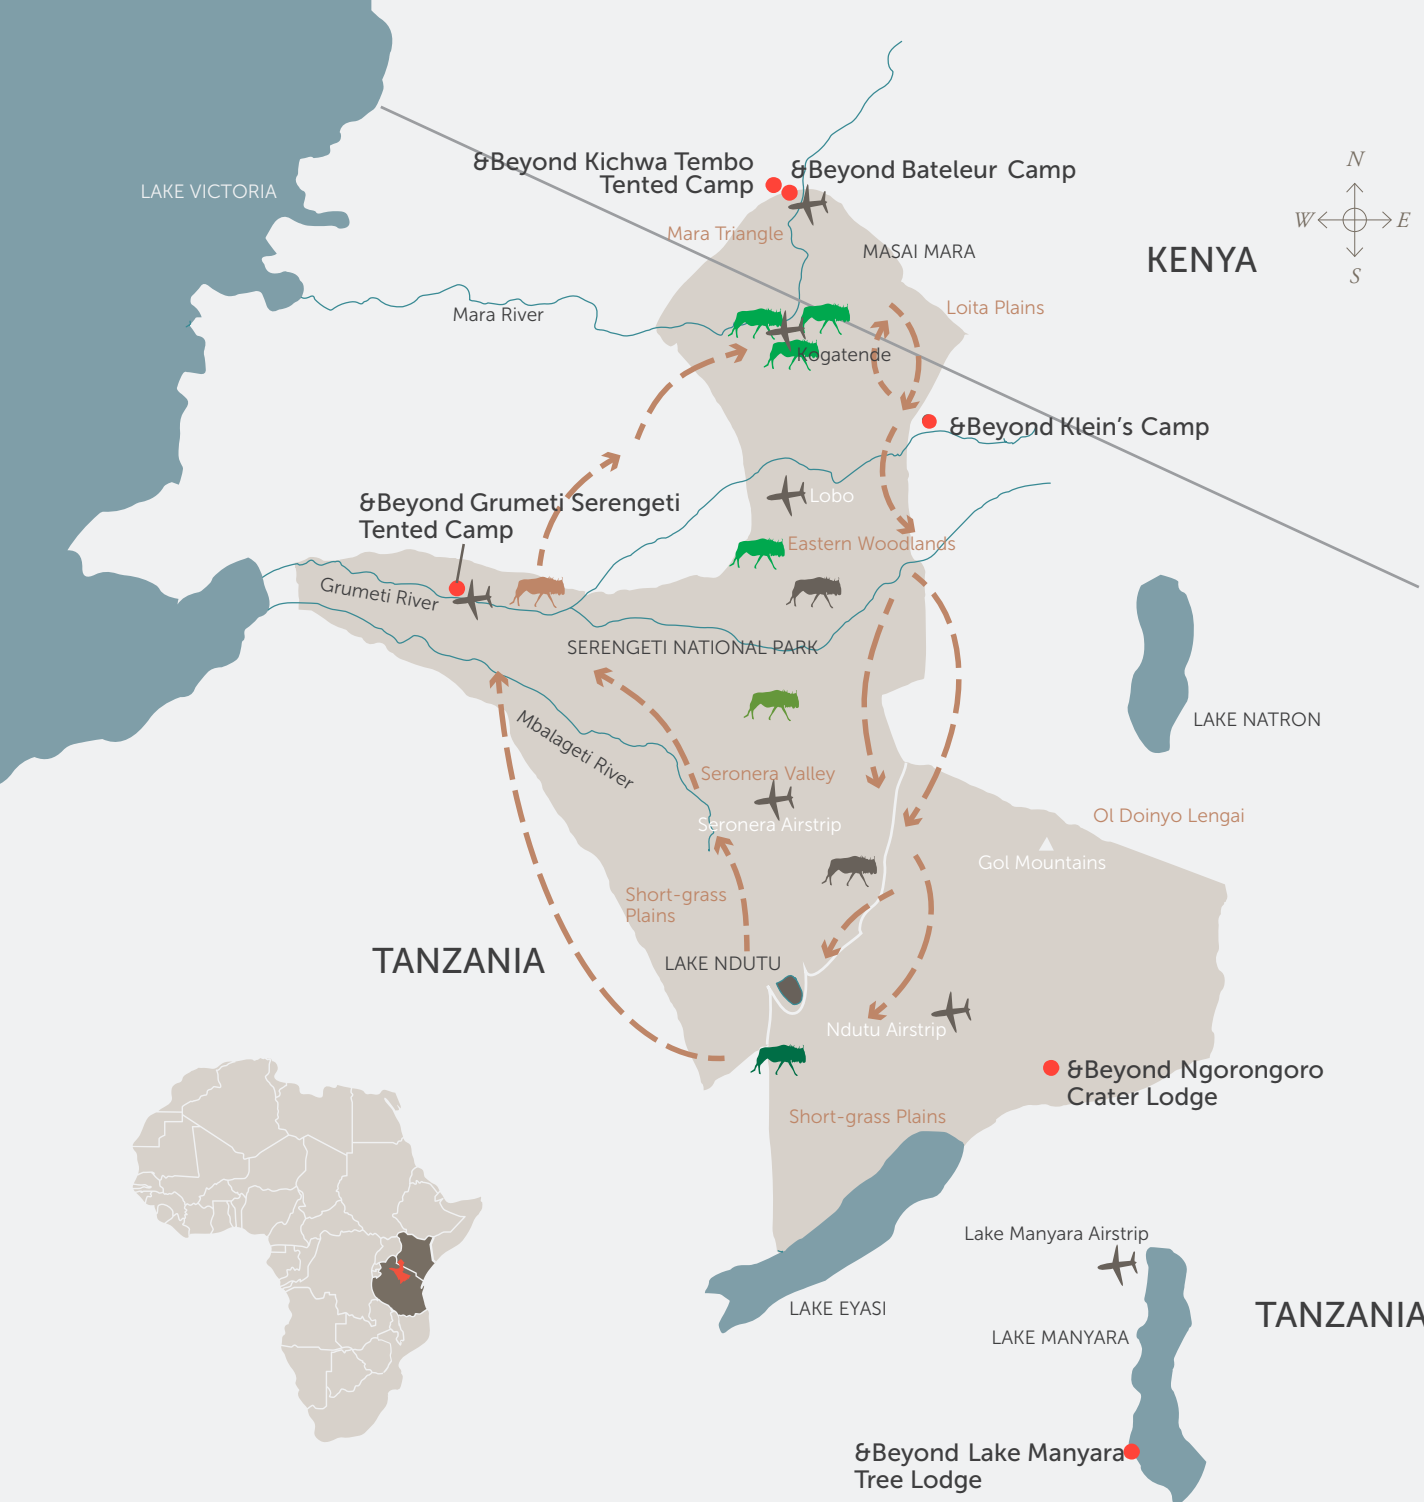 &Beyond Kichwa Tembo
Tented Camp
&Beyond Bateleur Camp
N
W
E
S
LAKE VICTORIA
Mara Triangle
MASAI MARA
KENYA
Loita Plains
Mara River
Kogatende
&Beyond Klein's Camp
Lobo
&Beyond Grumeti Serengeti
Tented Camp
Eastern Woodlands
Grumeti River
SERENGETI NATIONAL PARK
LAKE NATRON
Mbalageti River
Seronera Valley
Seronera Airstrip
Ol Doinyo Lengai
Gol Mountains
Short-grass
Plains
TANZANIA
LAKE NDUTU
Ndutu Airstrip
&Beyond Ngorongoro
Crater Lodge
Short-grass Plains
Lake Manyara Airstrip
LAKE EYASI
TANZANIA
LAKE MANYARA
&Beyond Lake Manyara
Tree Lodge